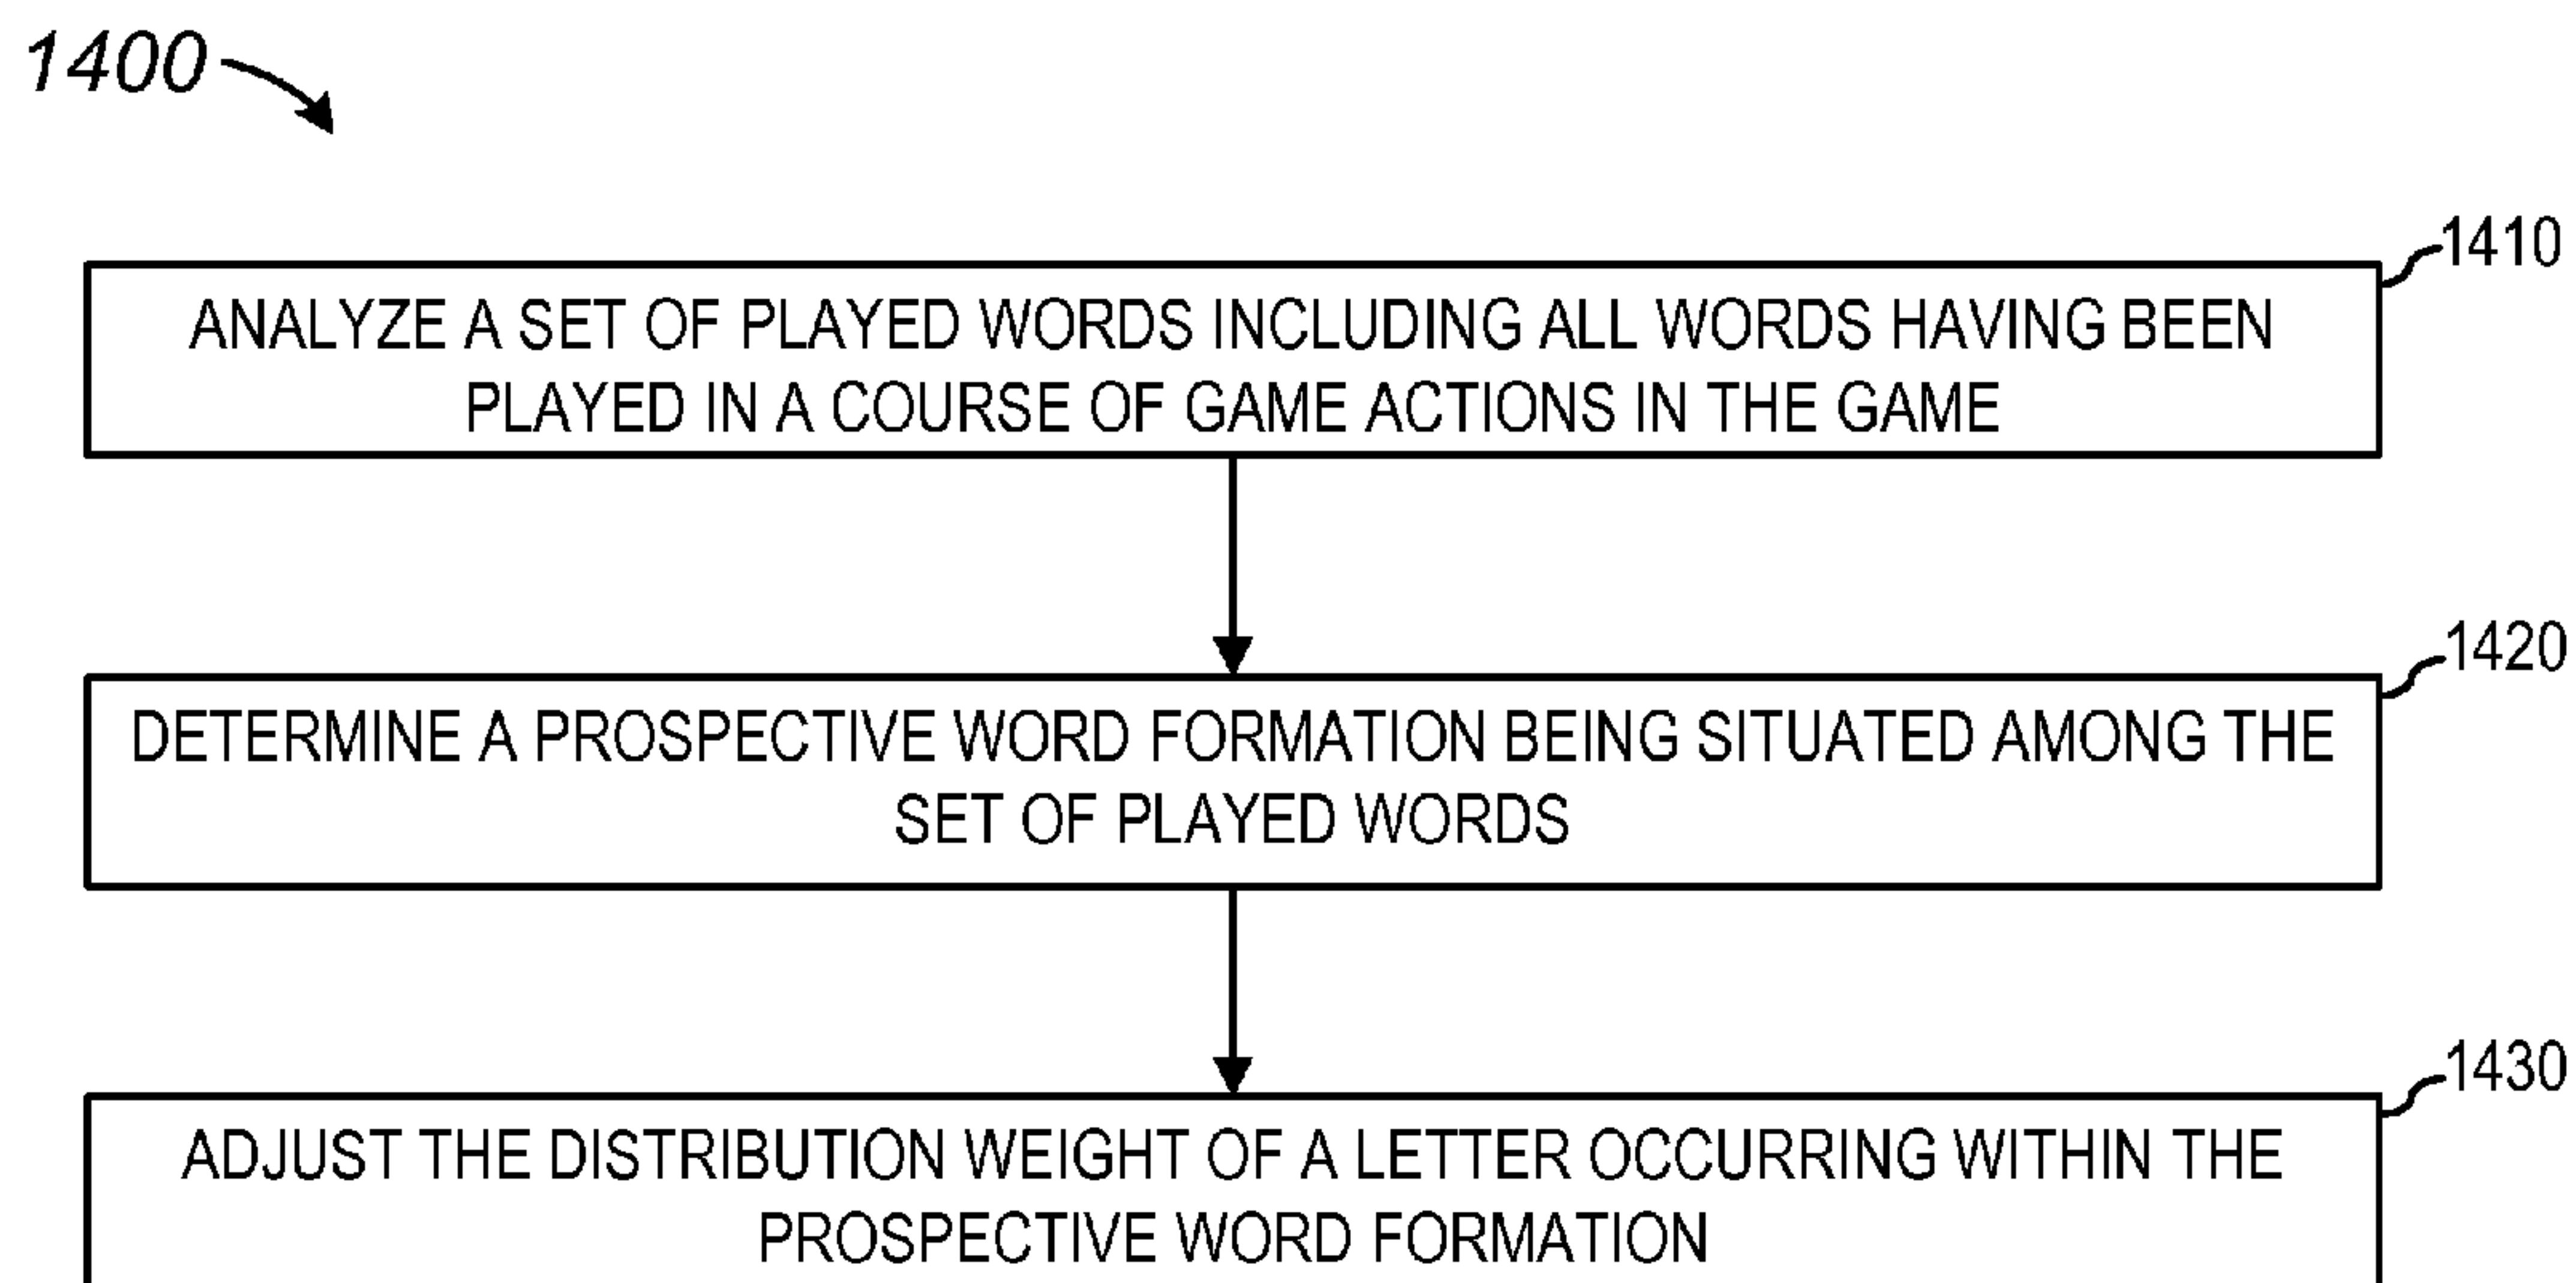 1400
1410
ANALYZE A SET OF PLAYED WORDS INCLUDING ALL WORDS HAVING BEEN
PLAYED IN A COURSE OF GAME ACTIONS IN THE GAME
1420
DETERMINE A PROSPECTIVE WORD FORMATION BEING SITUATED AMONG THE
SET OF PLAYED WORDS
1430
ADJUST THE DISTRIBUTION WEIGHT OF A LETTER OCCURRING WITHIN THE
PROSPECTIVE WORD FORMATION